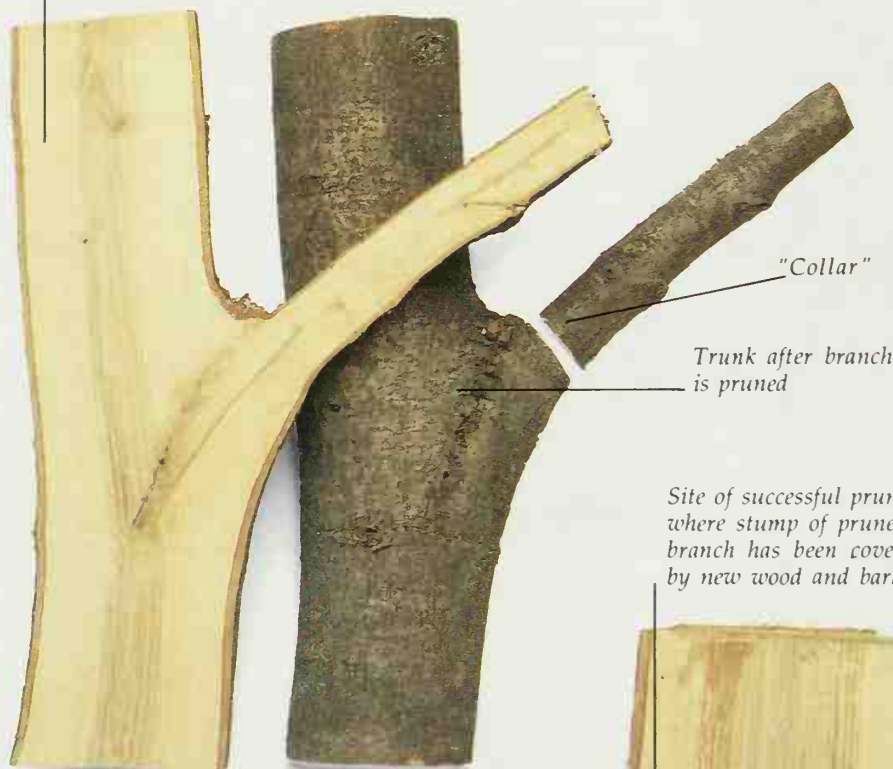 "Collar"
Trunk after branch
is pruned
Site of successful prun
where stump of prune
branch has been cove
by new wood and bar